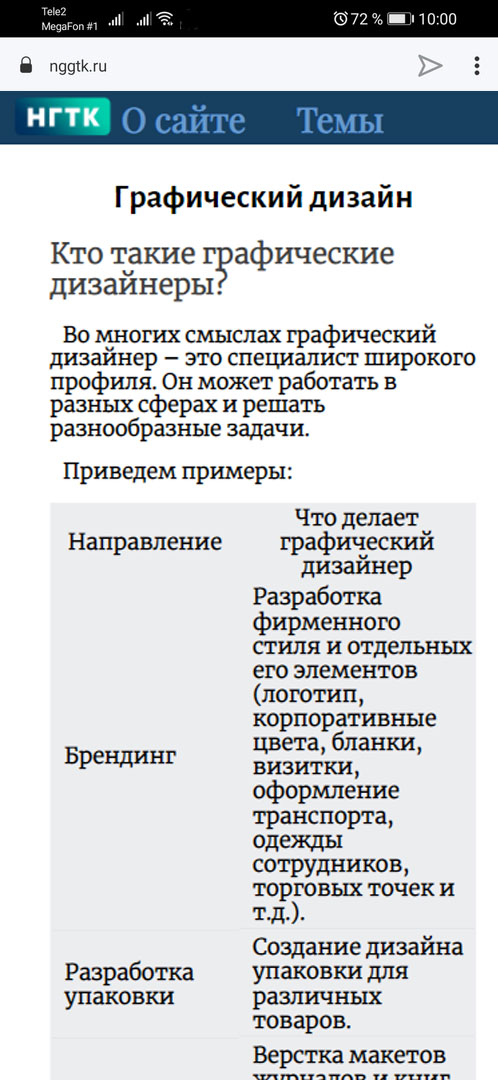 Tele2
MegaFon #1
72 % 10:00
nggtk.ru
НГТК О сайте Темы
Графический дизайн
Кто такие графические
дизайнеры?
Во многих смыслах графический
дизайнер – это специалист широкого
профиля. Он может работать в
разных сферах и решать
разнообразные задачи.
Приведем примеры:
Направление
Что делает
графический
дизайнер
Брендинг
Разработка
фирменного
стиля и отдельных
его элементов
(логотип,
корпоративные
цвета, бланки,
визитки,
оформление
транспорта,
одежды
сотрудников,
торговых точек и
т.д.).
Разработка
упаковки
Создание дизайна
упаковки для
различных
товаров.
Верстка макетов
журналов и книг